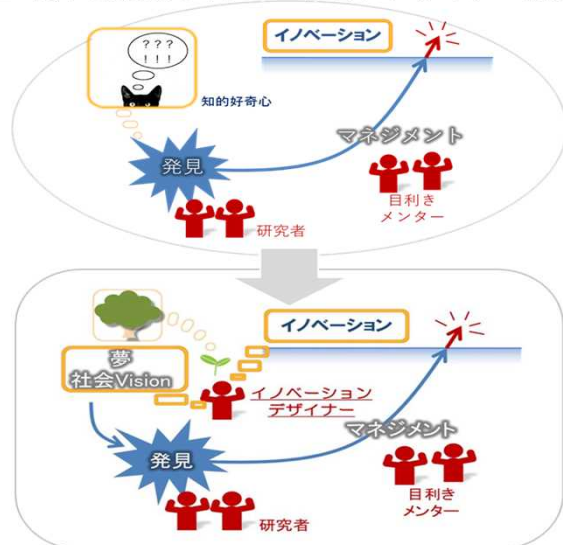 ? ? ?
! ! !
イノベーション
知的好奇心
発見
マネジメント
目利き
メンター
研究者
イノベーション
夢
社会Vision
イノベーション
デザイナー
発見
マネジメント
目利き
メンター
研究者